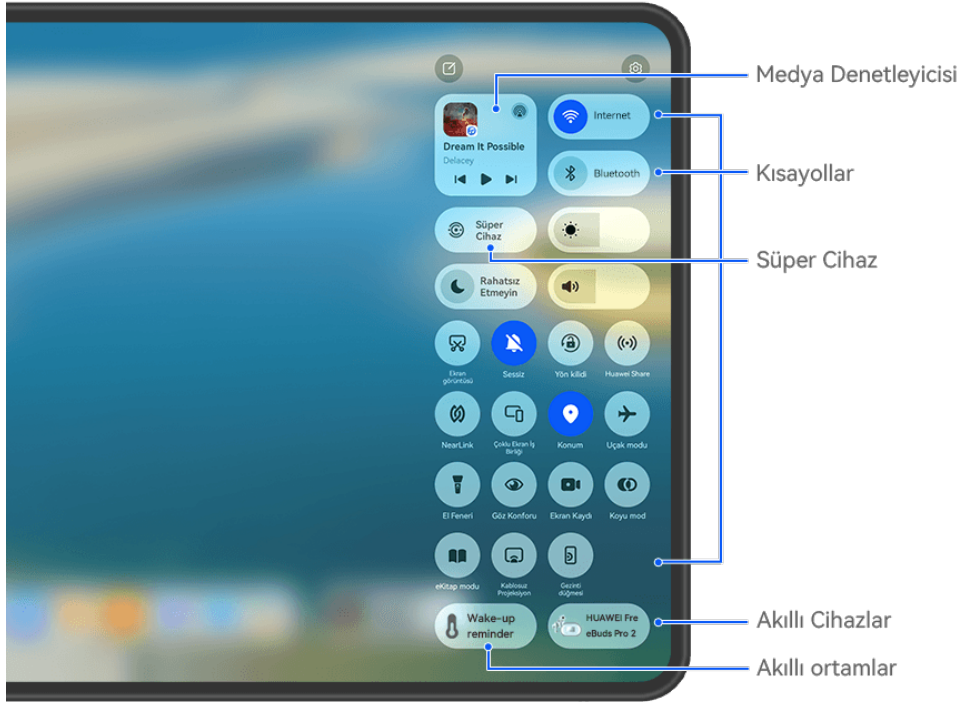 Medya Denetleyicisi
Internet
Dream It Possible
Delacey
Bluetooth
Kısayollar
Süper
Cihaz
Süper Cihaz
Rahatsız
Etmeyin
Ekran
görüntüsü
Sessiz
Yön kilidi
Huawei Share
NearLink
Çoklu Ekran İş
Birliği
Konum
Uçak modu
El Feneri
Göz Konforu
Ekran Kaydı
Koyu mod
eKitap modu
Kablosuz
Projeksiyon
Gezinti
düğmesi
Wake-up
reminder
HUAWEI Fre
eBuds Pro 2
Akıllı Cihazlar
Akıllı ortamlar